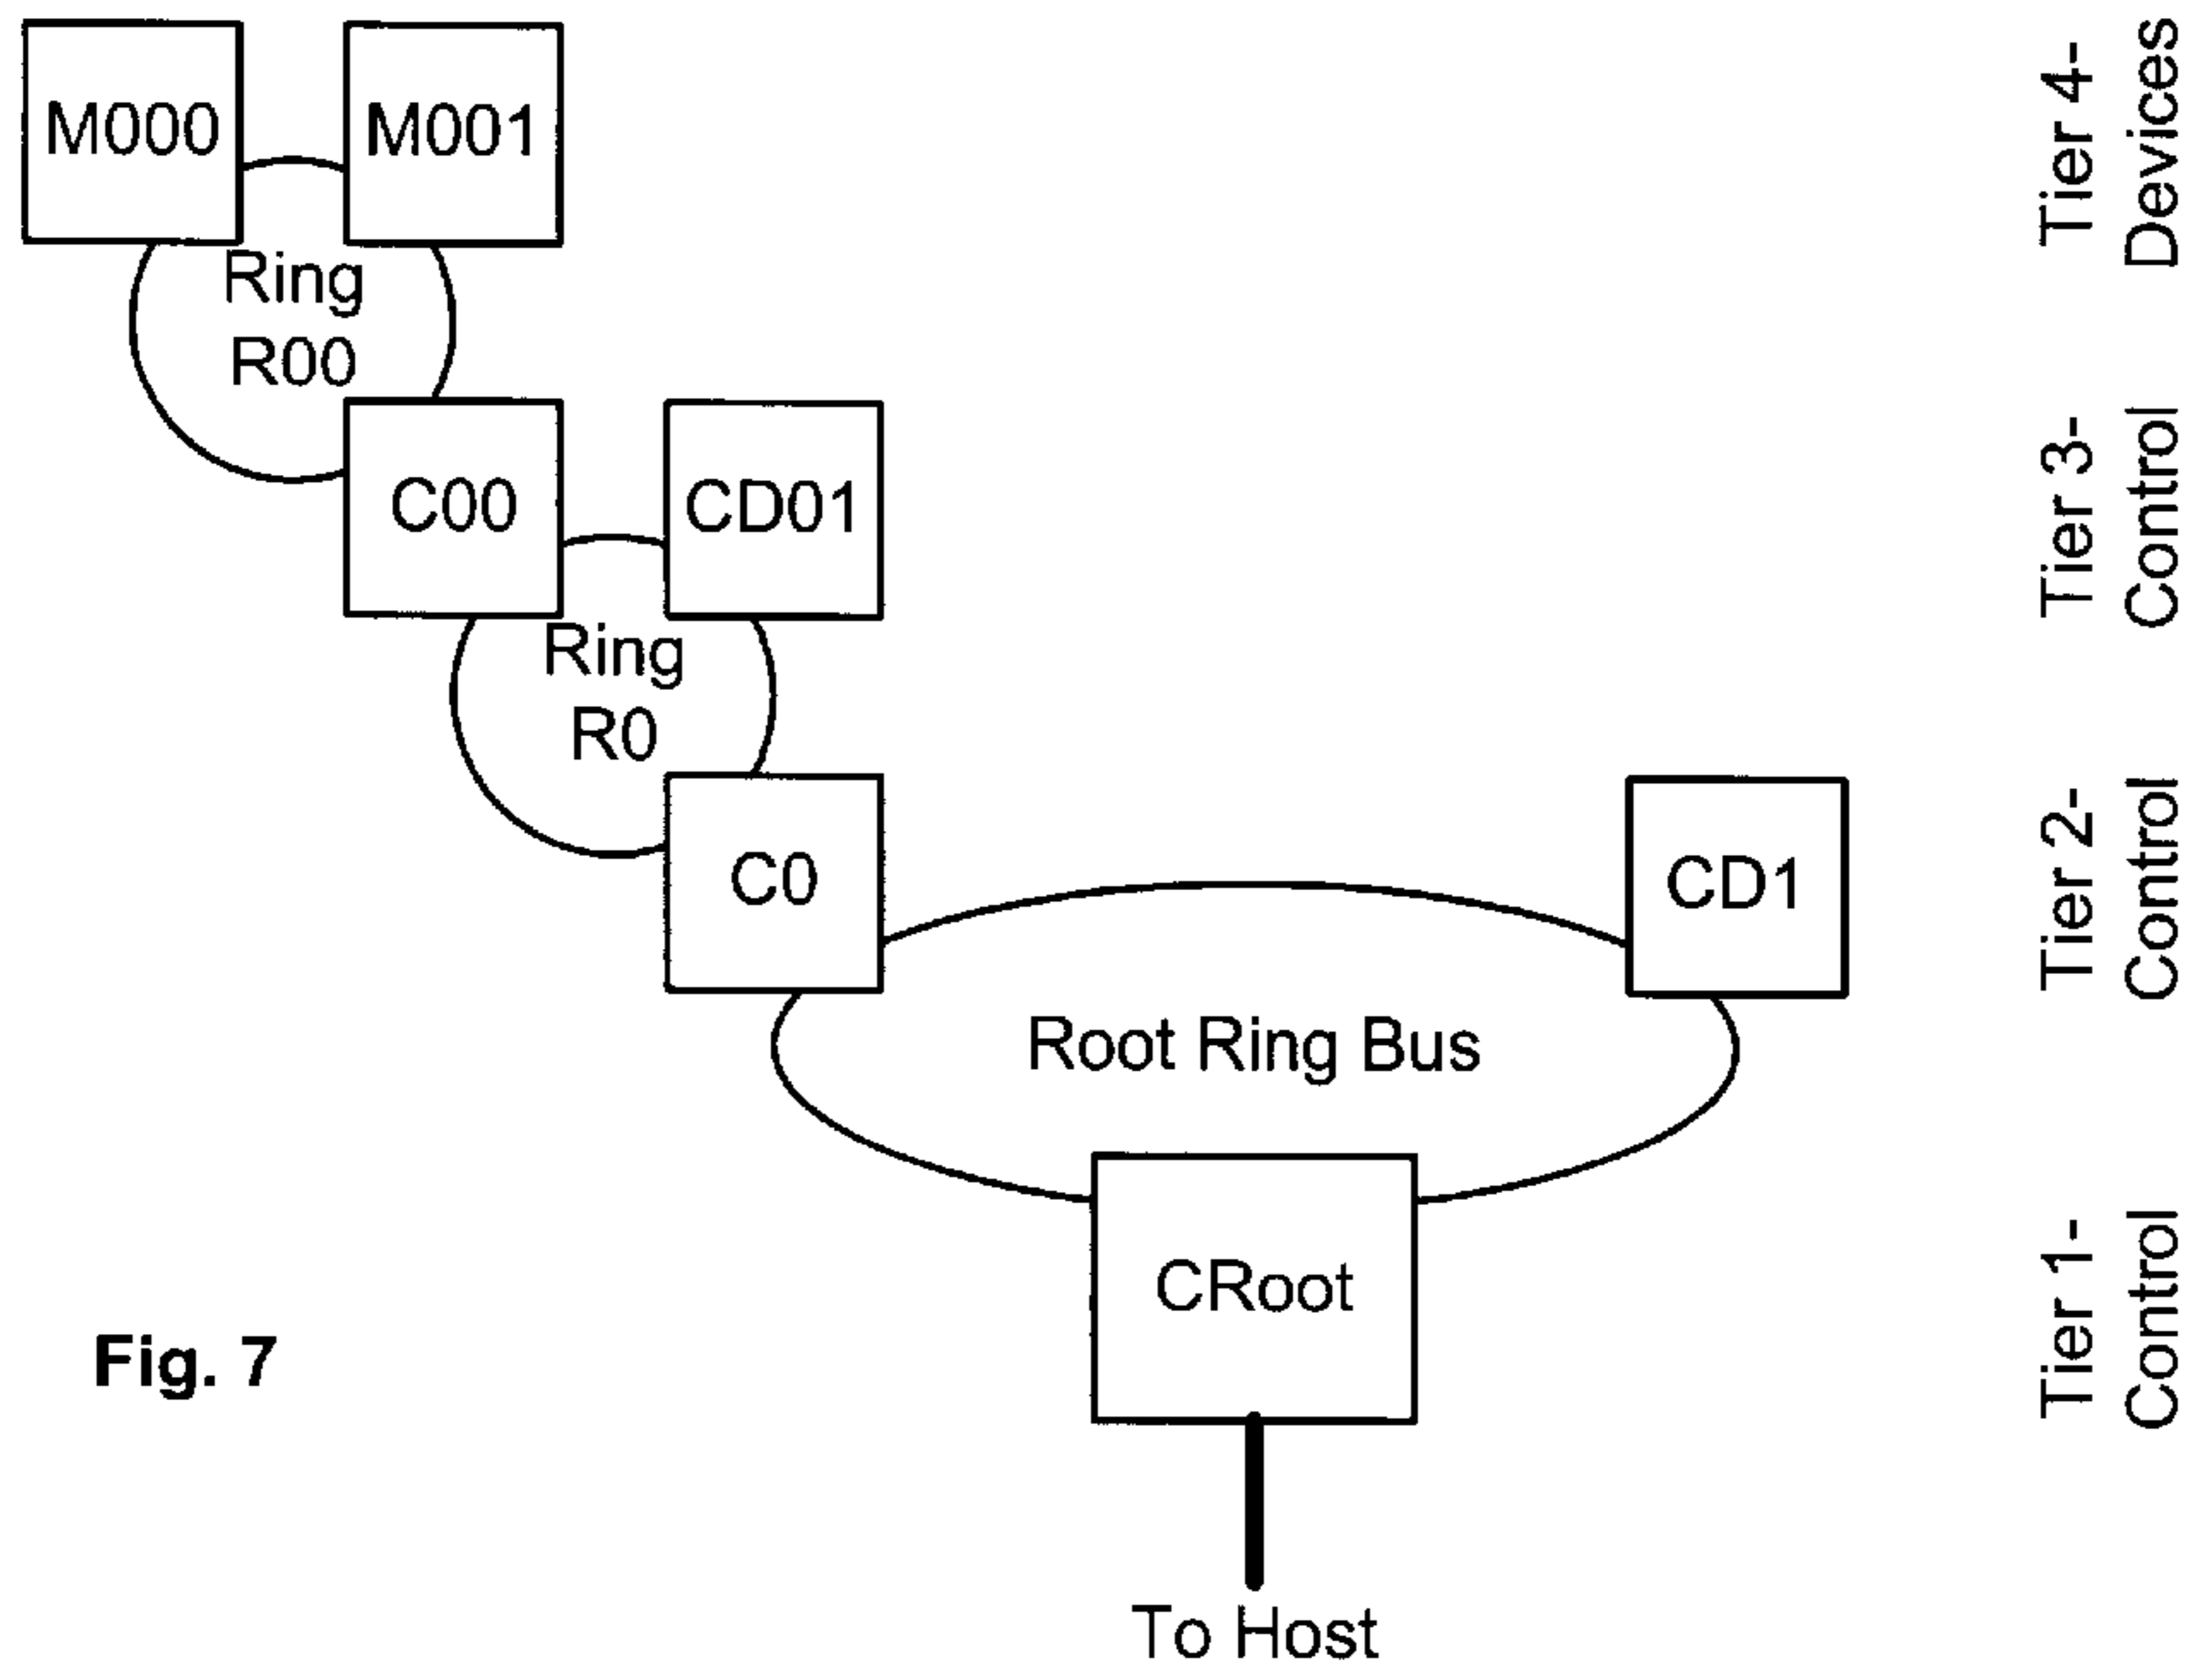 M000
M001
Tier 4-
Devices
Ring
R00
C00
CD01
Tier 3-
Control
Ring
R0
C0
CD1
Tier 2-
Control
Root Ring Bus
CRoot
Tier 1-
Control
Fig. 7
To Host